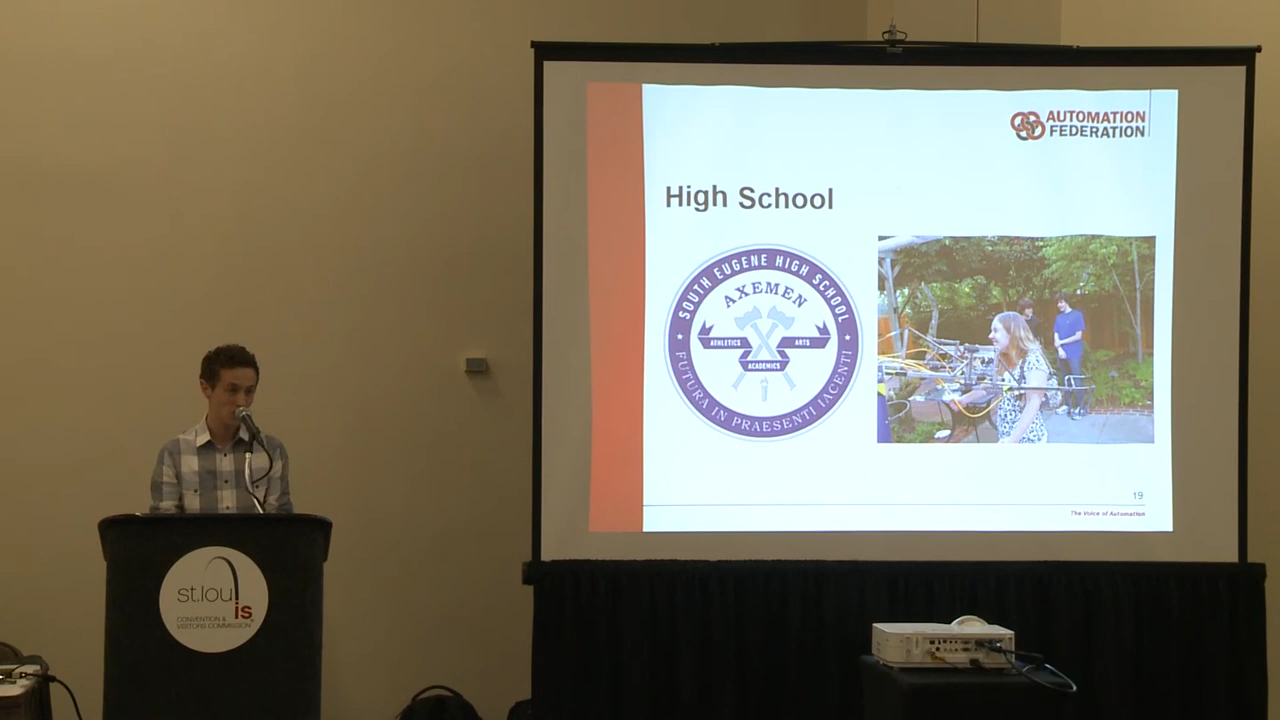 AUTOMATION
FEDERATION
High School
SOUTH EUGENE HIGH SCHOOL
AXEMEN
ATHLETICS
ARTS
ACADEMICS
FUTURA IN PRAESENTI IACENTI
19
The Voice of Automation
st.louis
CONVENTION &
VISITORS COMMISSION